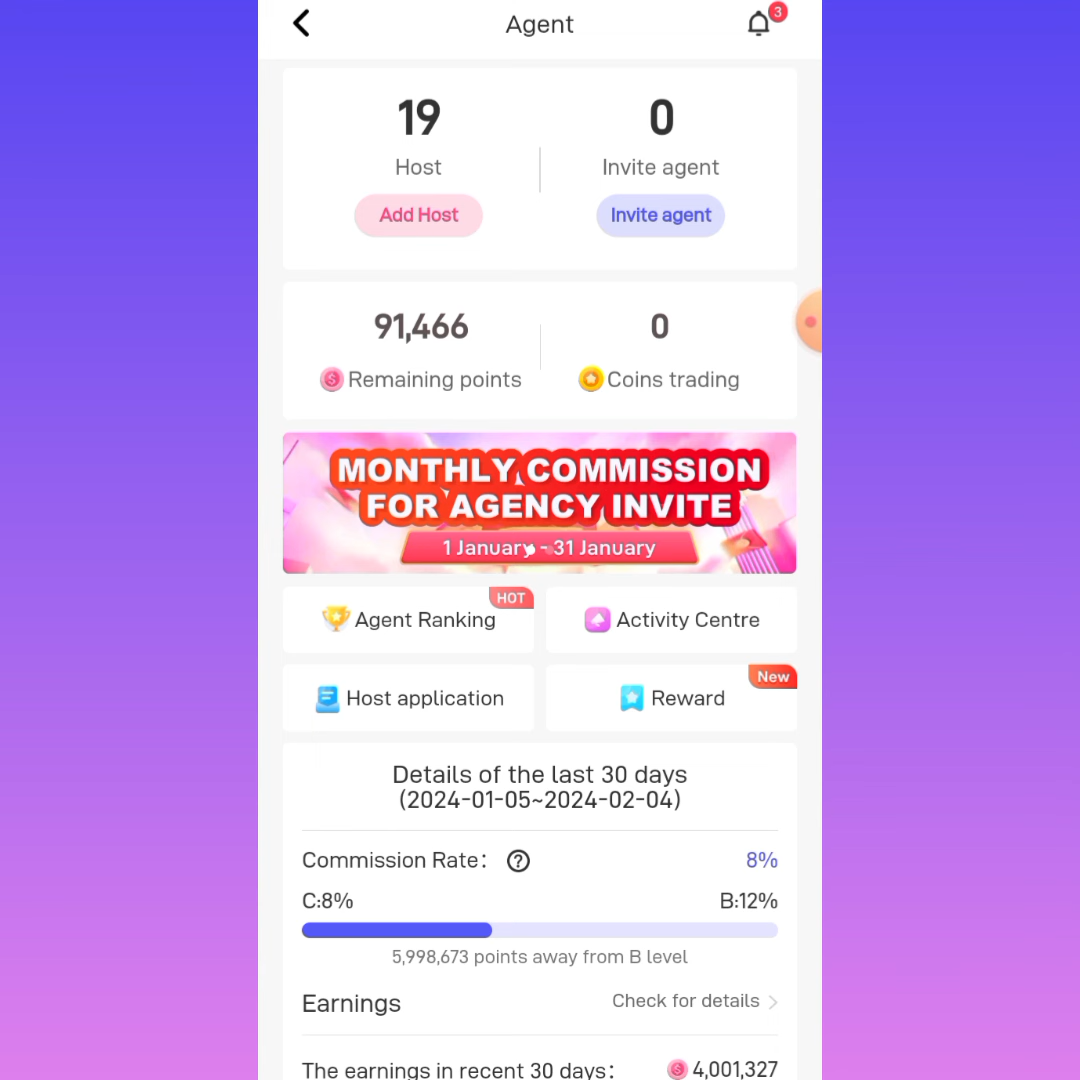 Agent
3
19
0
Host
Invite agent
Add Host
Invite agent
91,466
0
Remaining points
Coins trading
MONTHLY COMMISSION
FOR AGENCY INVITE
1 January - 31 January
HOT
Agent Ranking
Activity Centre
New
Host application
Reward
Details of the last 30 days
(2024-01-05~2024-02-04)
Commission Rate: ?
8%
C:8%
B:12%
5,998,673 points away from B level
Earnings
Check for details
The earnings in recent 30 days:
4,001,327